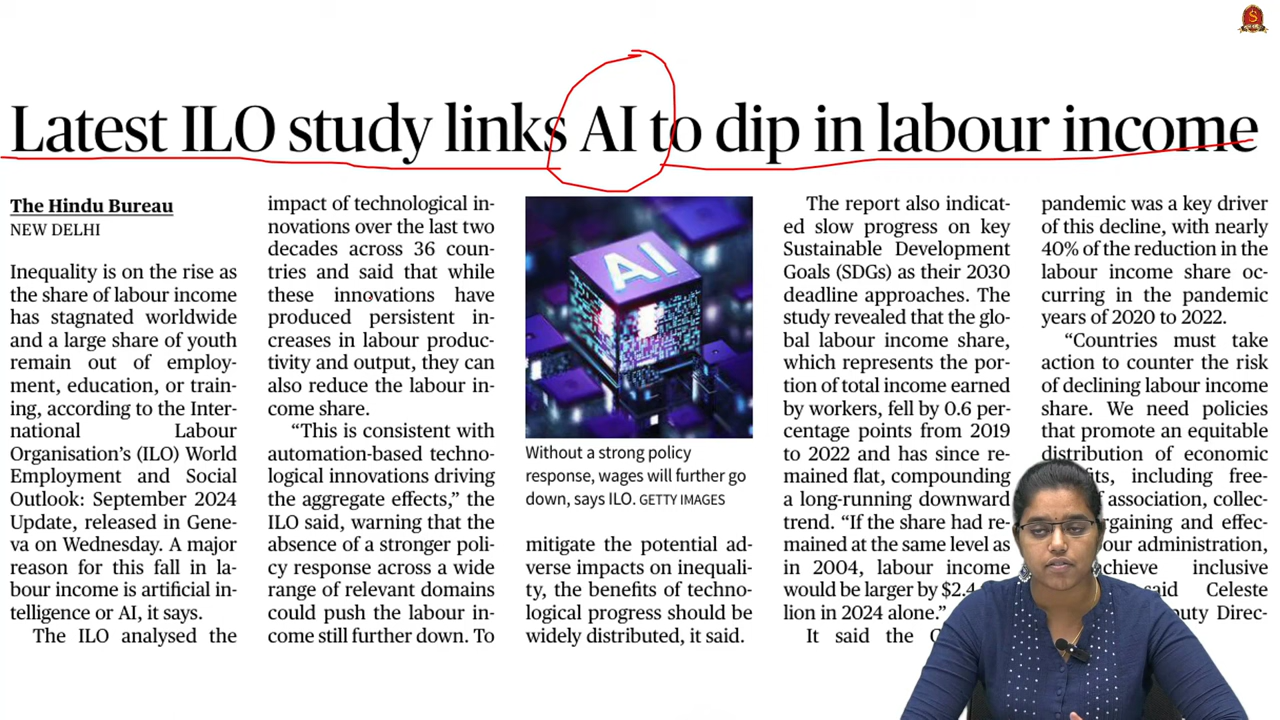 Latest ILO study links AI to dip in labour income
The Hindu Bureau
NEW DELHI
Inequality is on the rise as
the share of labour income
has stagnated worldwide
and a large share of youth
remain out of employ-
ment, education, or train-
ing, according to the Inter-
national Labour
Organisation's (ILO) World
Employment and Social
Outlook: September 2024
Update, released in Gene-
va on Wednesday. A major
reason for this fall in la-
bour income is artificial in-
telligence or AI, it says.
The ILO analysed the
impact of technological in-
novations over the last two
decades across 36 coun-
tries and said that while
these innovations have
produced persistent in-
creases in labour produc-
tivity and output, they can
also reduce the labour in-
come share.
“This is consistent with
automation-based techno-
logical innovations driving
the aggregate effects,” the
ILO said, warning that the
absence of a stronger poli-
cy response across a wide
range of relevant domains
could push the labour in-
come still further down. To
AI
Without a strong policy
response, wages will further go
down, says ILO. GETTY IMAGES
mitigate the potential ad-
verse impacts on inequali-
ty, the benefits of techno-
logical progress should be
widely distributed, it said.
The report also indicat-
ed slow progress on key
Sustainable Development
Goals (SDGs) as their 2030
deadline approaches. The
study revealed that the glo-
bal labour income share,
which represents the por-
tion of total income earned
by workers, fell by 0.6 per-
centage points from 2019
to 2022 and has since re-
mained flat, compounding
a long-running downward
trend. “If the share had re-
mained at the same level as
in 2004, labour income
would be larger by $2.4
lion in 2024 alone.”
It said the
pandemic was a key driver
of this decline, with nearly
40% of the reduction in the
labour income share oc-
curring in the pandemic
years of 2020 to 2022.
“Countries must take
action to counter the risk
of declining labour income
share. We need policies
that promote an equitable
distribution of economic
fits, including free-
f association, collec-
rgaining and effec-
our administration,
chieve inclusive
said Celeste
uty Direc-